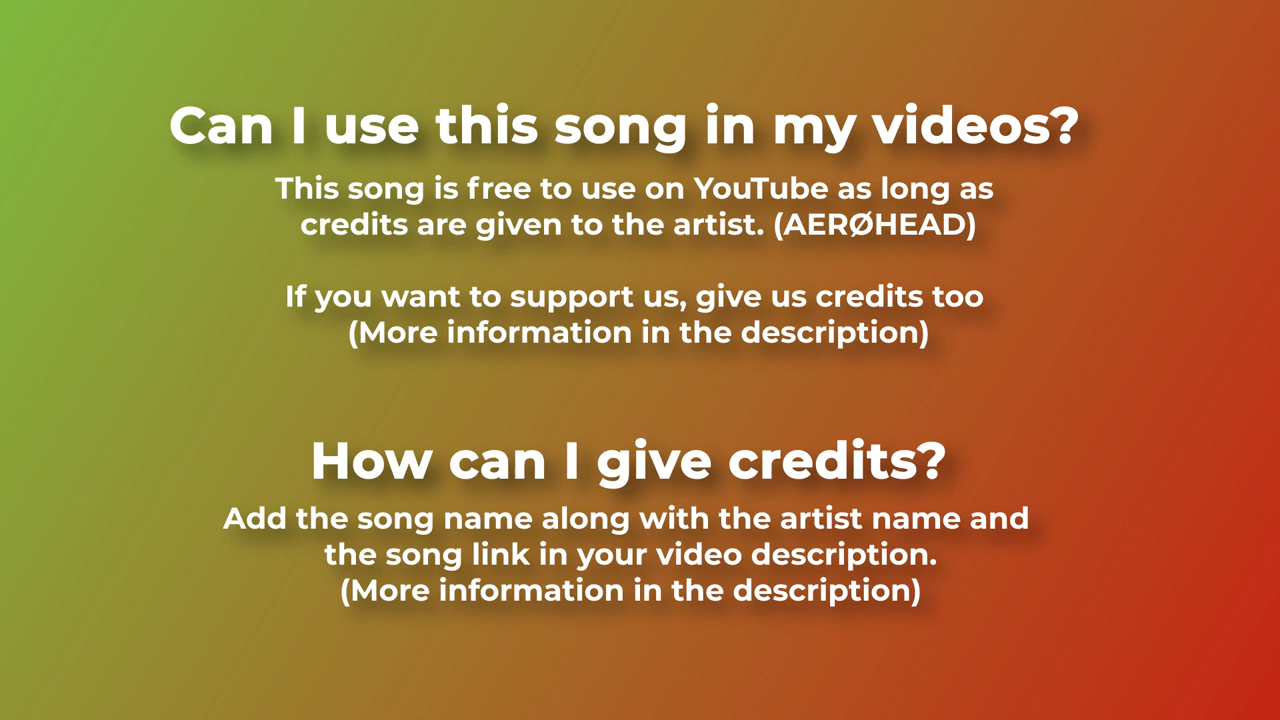 Can I use this song in my videos?
This song is free to use on YouTube as long as
credits are given to the artist. (AERØHEAD)
If you want to support us, give us credits too
(More information in the description)
How can I give credits?
Add the song name along with the artist name and
the song link in your video description.
(More information in the description)